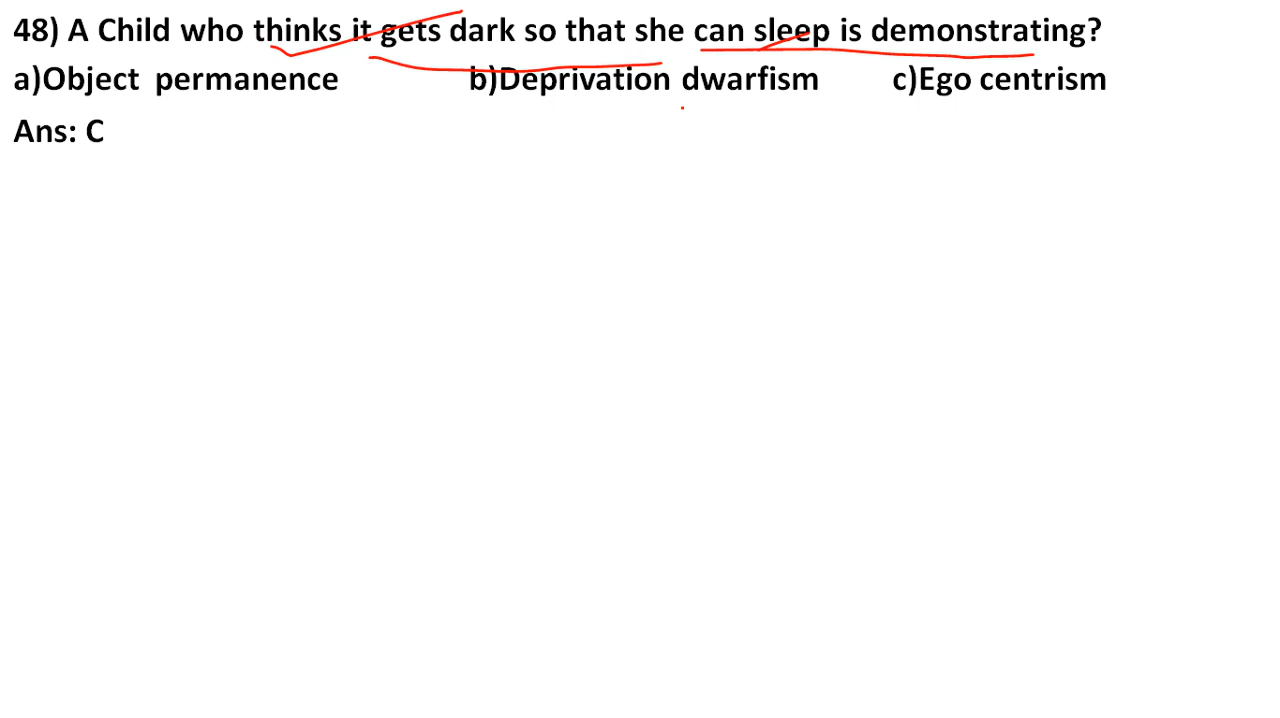 48) A Child who thinks it gets dark so that she can sleep is demonstrating?
a)Object permanence b)Deprivation dwarfism c)Ego centrism
Ans: C